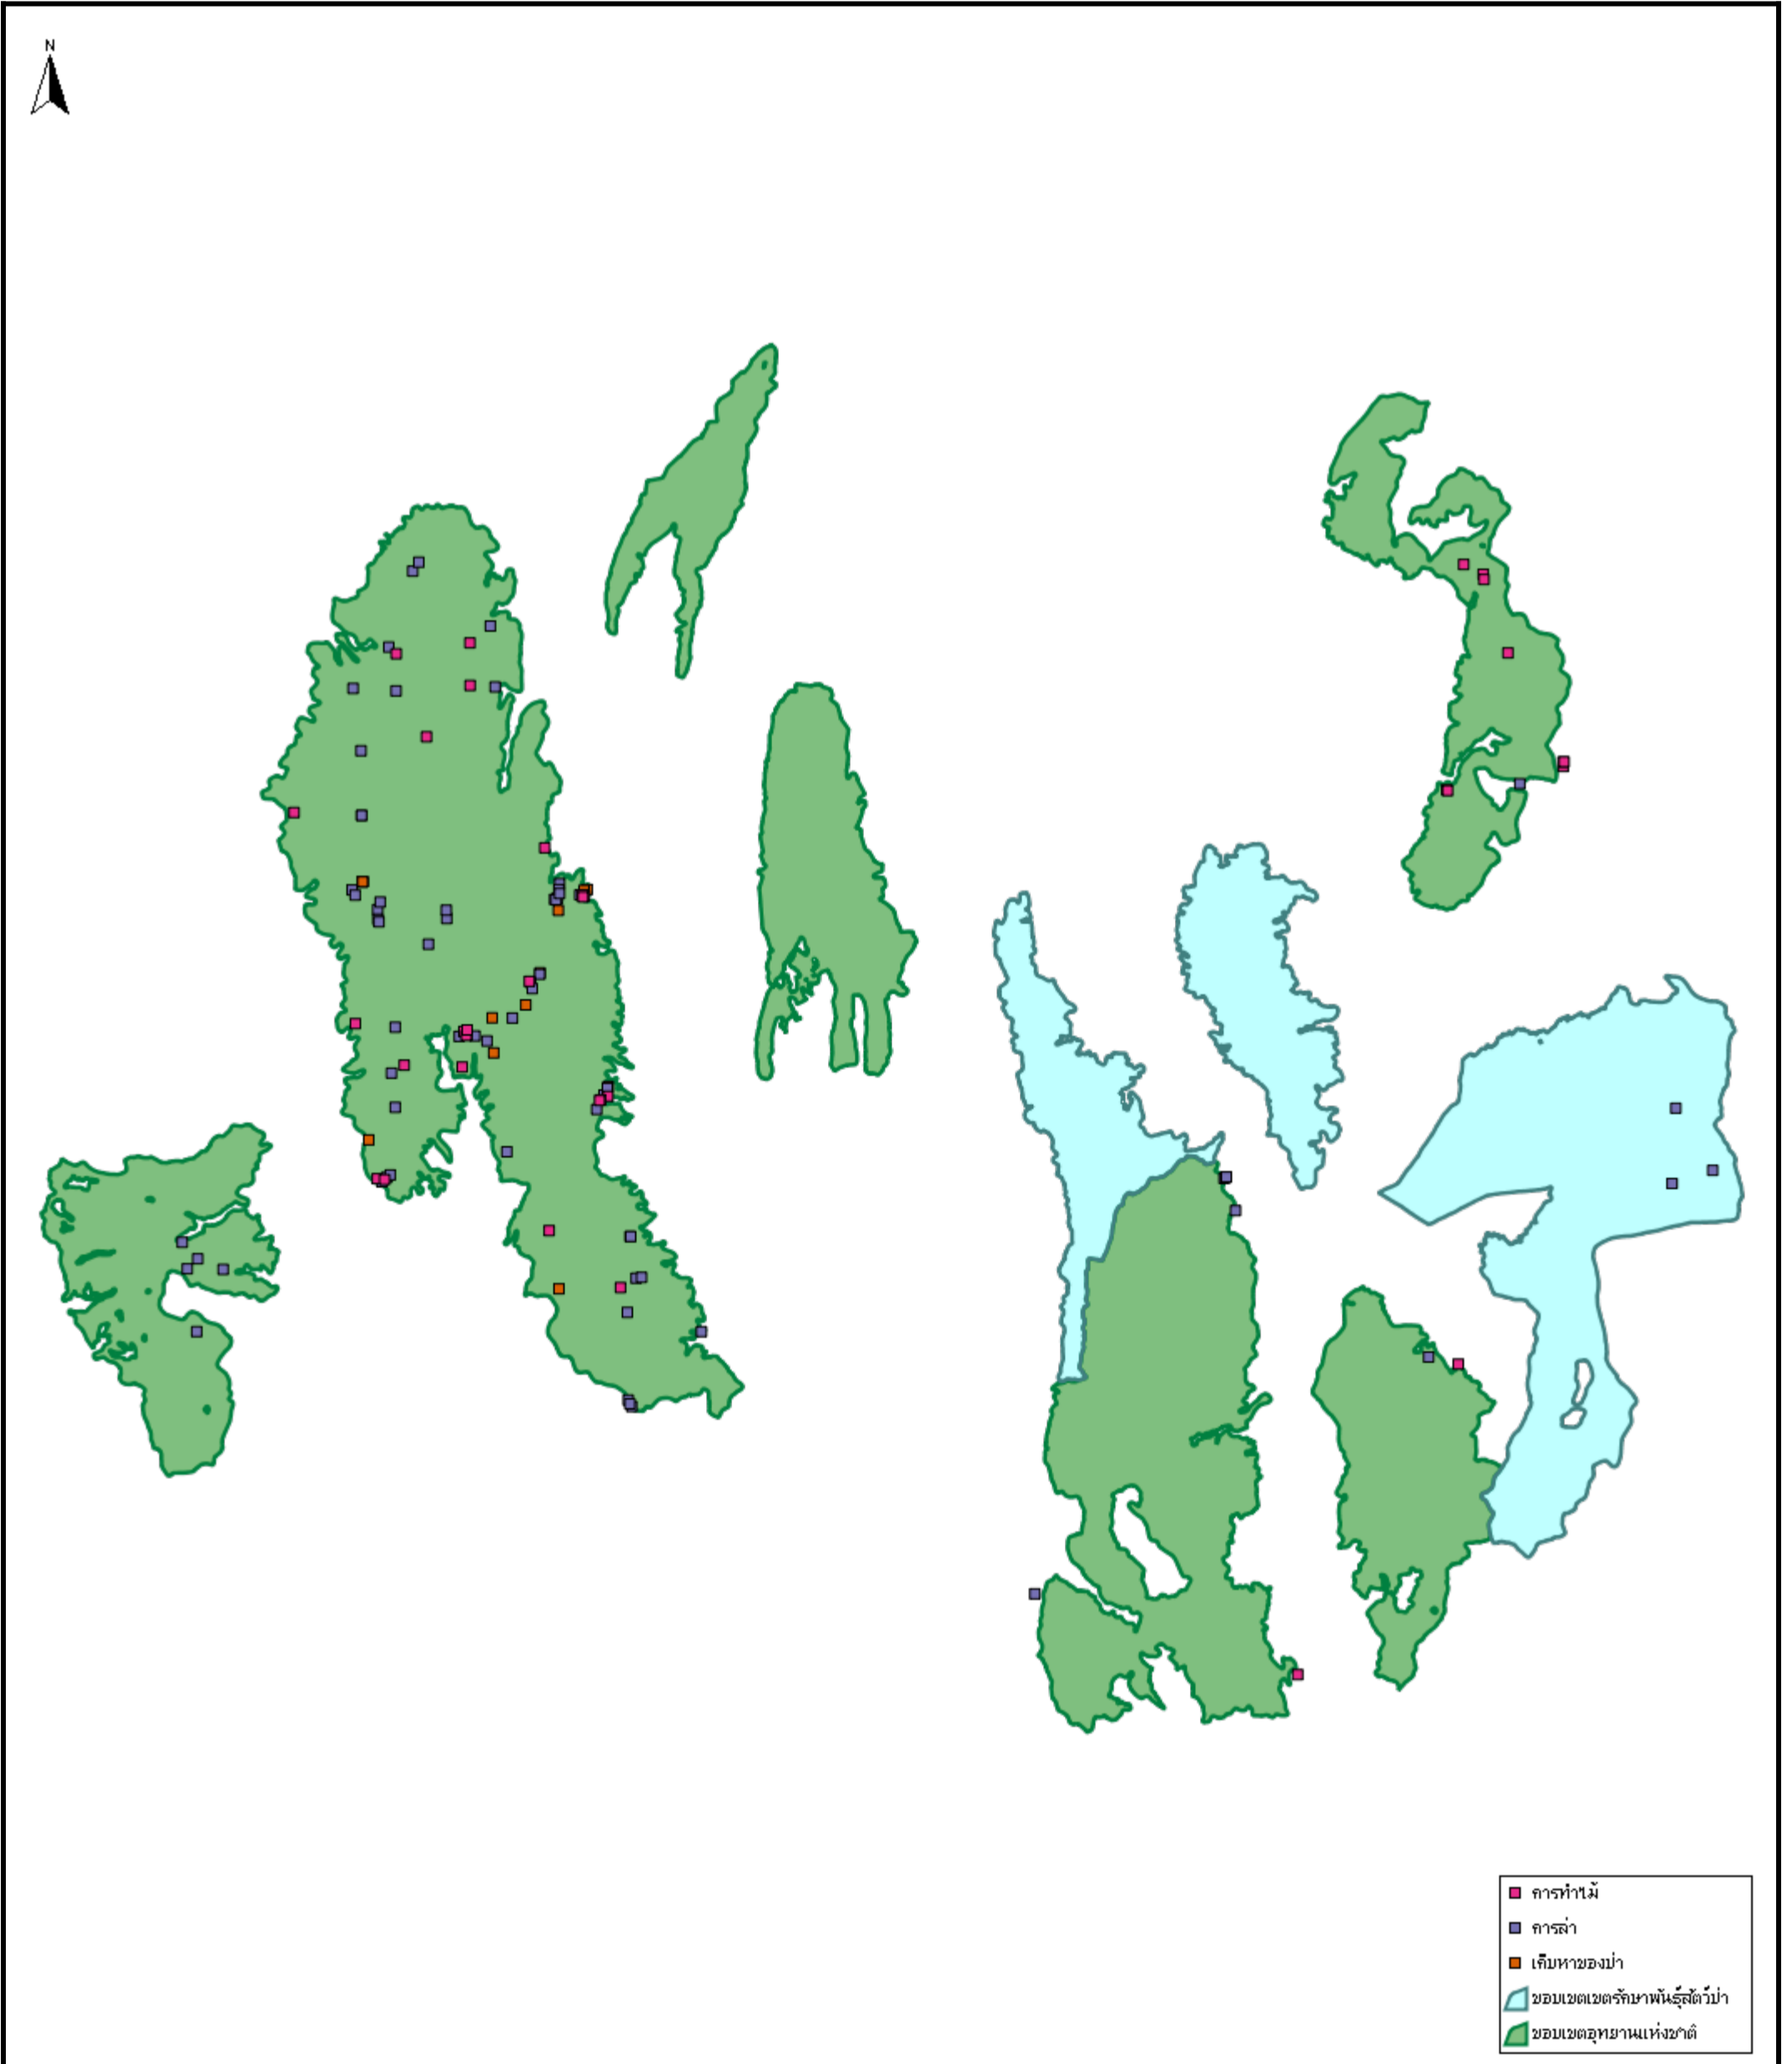 N
การทำไม้
การล่า
เก็บหาของป่า
ขอบเขตเขตรักษาพันธุ์สัตว์ป่า
ขอบเขตอุทยานแห่งชาติ